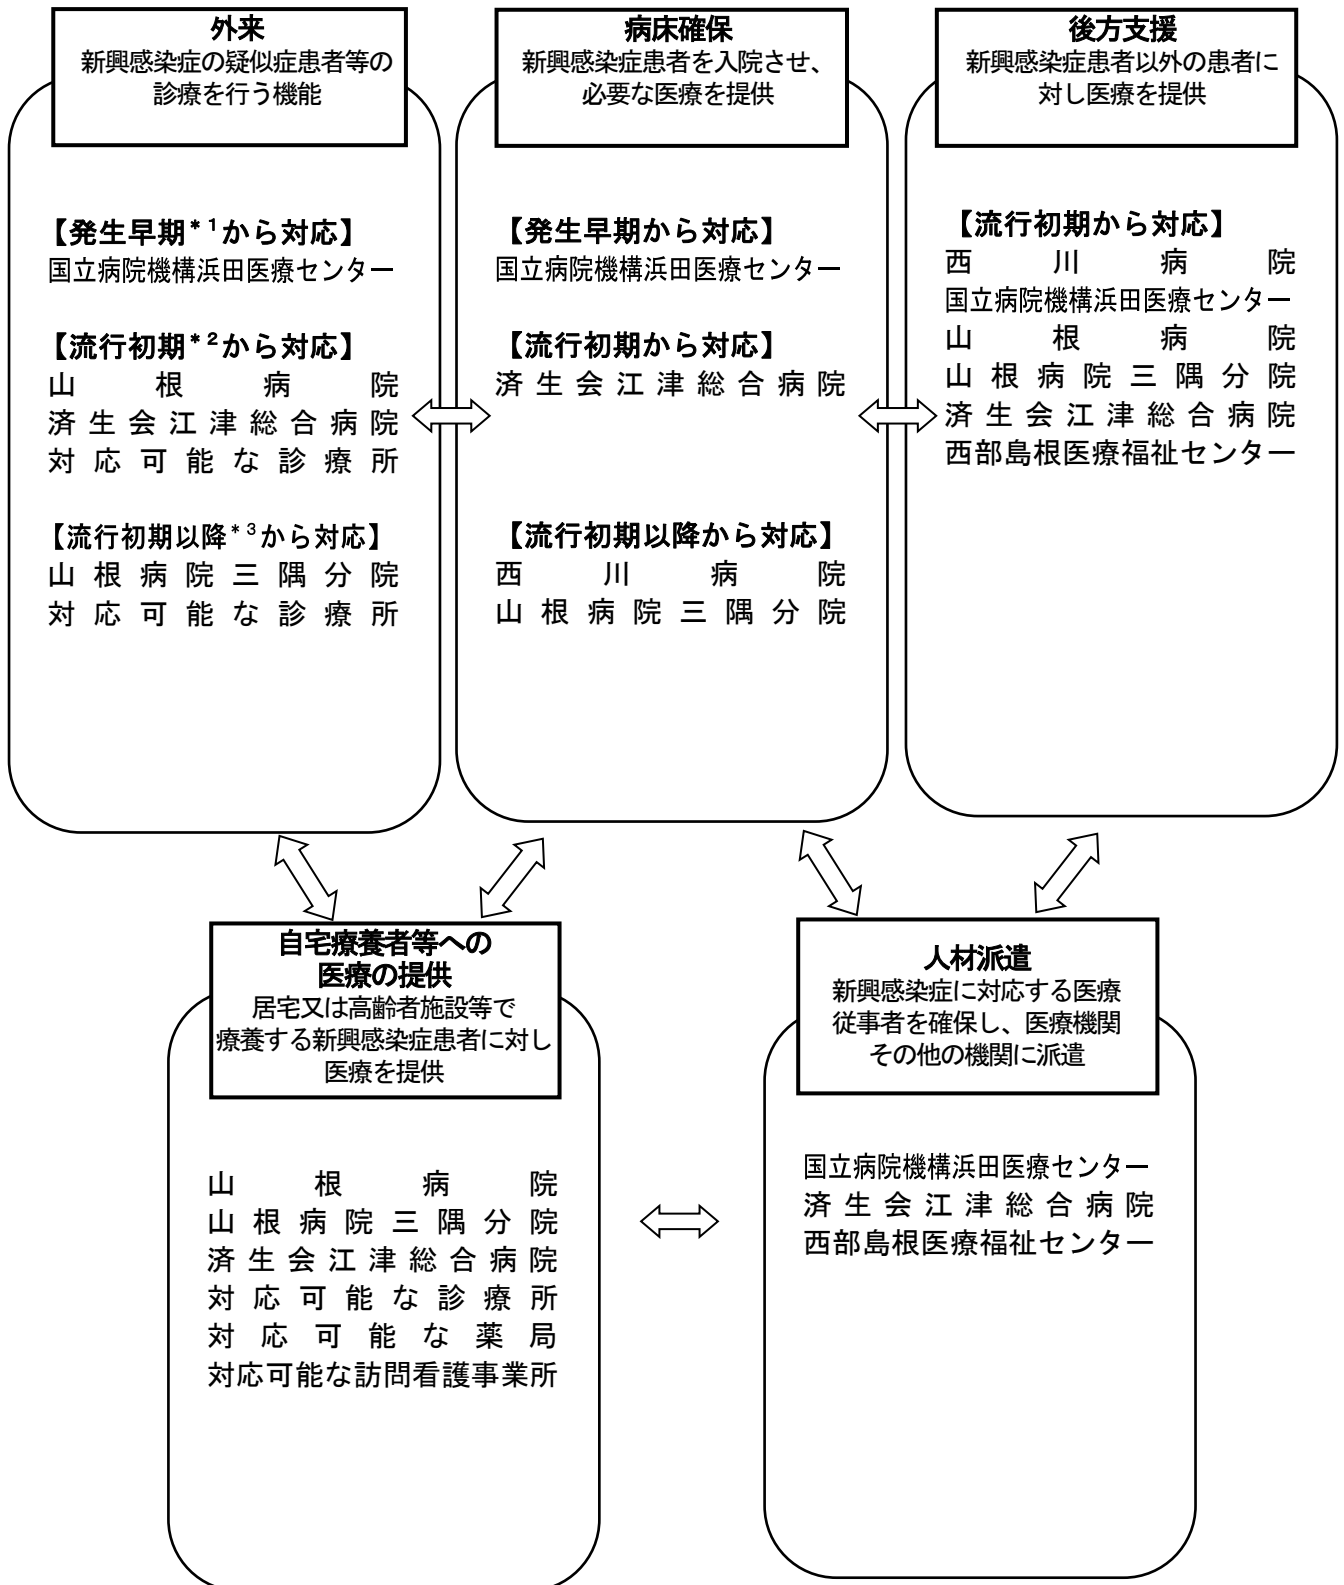 外来
新興感染症の疑似症患者等の
診療を行う機能
【発生早期*1から対応】
国立病院機構浜田医療センター
【流行初期*2から対応】
山根病院
済生会江津総合病院
対応可能な診療所
【流行初期以降*3から対応】
山根病院三隅分院
対応可能な診療所
病床確保
新興感染症患者を入院させ、
必要な医療を提供
【発生早期から対応】
国立病院機構浜田医療センター
【流行初期から対応】
済生会江津総合病院
【流行初期以降から対応】
西川病院
山根病院三隅分院
後方支援
新興感染症患者以外の患者に
対し医療を提供
【流行初期から対応】
西川病院
国立病院機構浜田医療センター
山根病院
山根病院三隅分院
済生会江津総合病院
西部島根医療福祉センター
自宅療養者等への
医療の提供
居宅又は高齢者施設等で
療養する新興感染症患者に対し
医療を提供
山根病院
山根病院三隅分院
済生会江津総合病院
対応可能な診療所
対応可能な薬局
対応可能な訪問看護事業所
人材派遣
新興感染症に対応する医療
従事者を確保し、医療機関
その他の機関に派遣
国立病院機構浜田医療センター
済生会江津総合病院
西部島根医療福祉センター